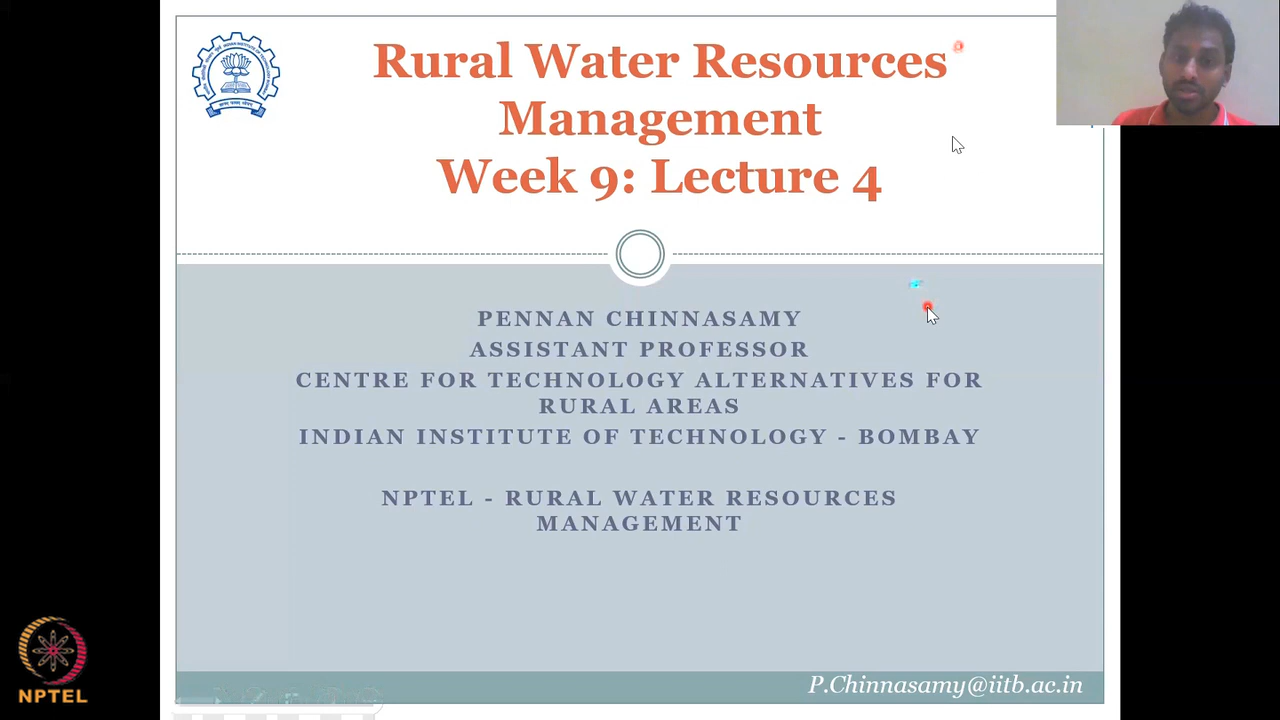 Rural Water Resources
Management
Week 9: Lecture 4
PENNAN CHINNASAMY
ASSISTANT PROFESSOR
CENTRE FOR TECHNOLOGY ALTERNATIVES FOR
RURAL AREAS
INDIAN INSTITUTE OF TECHNOLOGY - BOMBAY
NPTEL - RURAL WATER RESOURCES
MANAGEMENT
P.Chinnasamy@iitb.ac.in
NPTEL